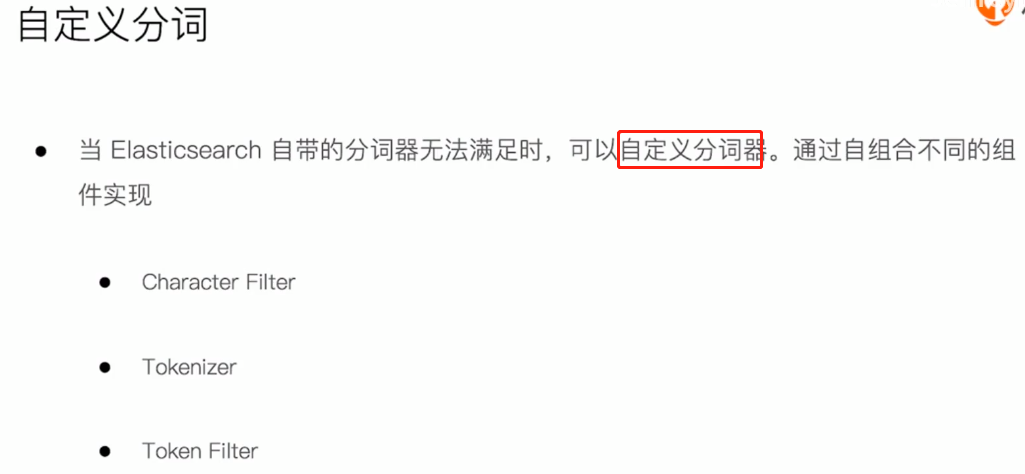 自定义分词
● 当 Elasticsearch 自带的分词器无法满足时，可以自定义分词器。通过自组合不同的组
件实现
● Character Filter
● Tokenizer
● Token Filter